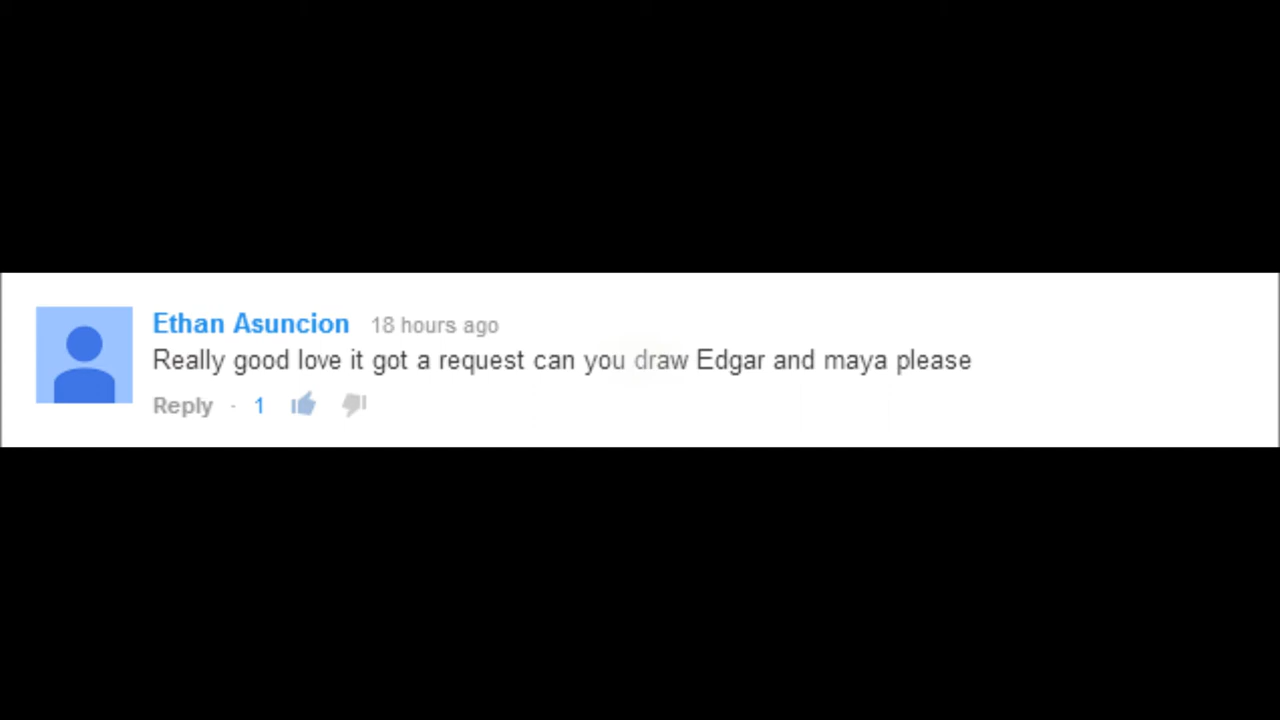 Ethan Asuncion 18 hours ago
Really good love it got a request can you draw Edgar and maya please
Reply · 1